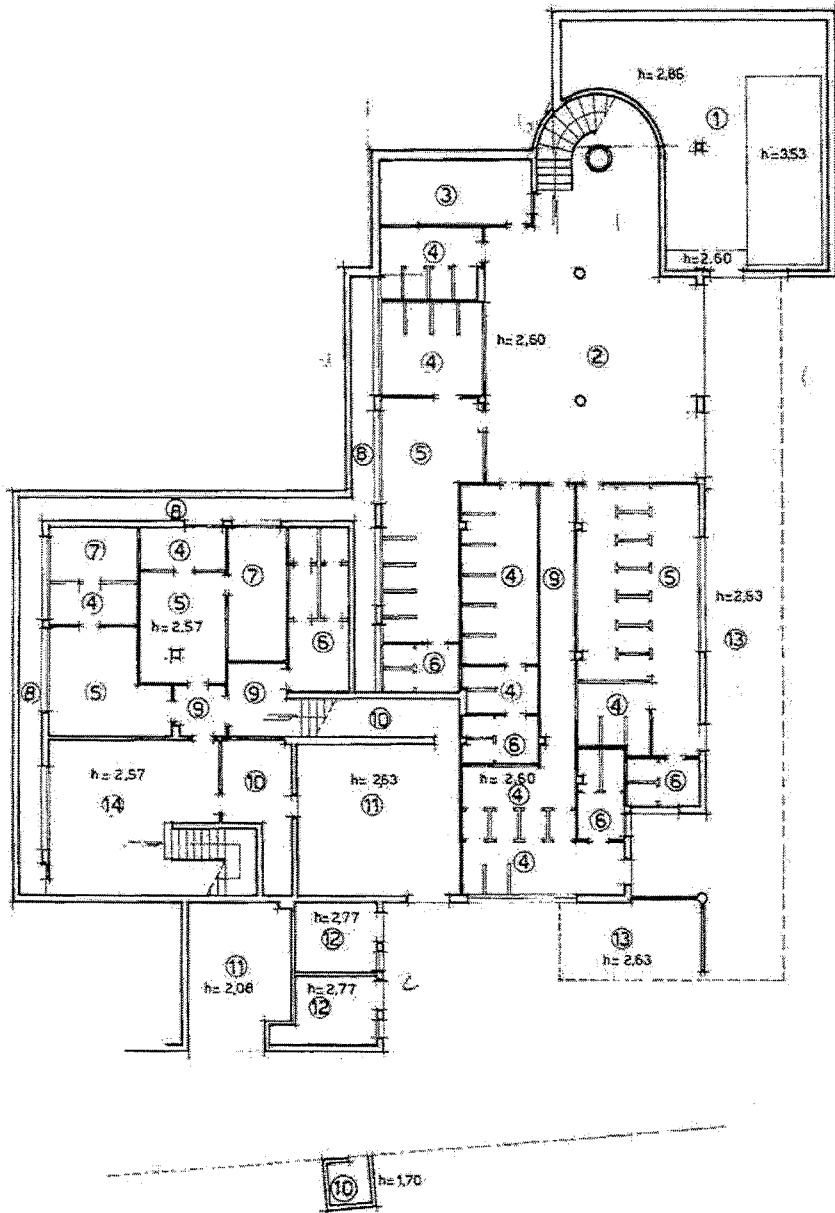 h=2,86
①
h=3,53
③
h=2,60
④
h=2,60
②
④
⑤
⑧
⑧
⑦
④
⑦
④
⑨
⑤
④
⑤
h=2,57
h=2,63
⑥
⑬
⑥
⑤
④
⑧
⑨
⑨
④
⑩
⑥
⑥
h=2,57
⑩
h=2,63
h=2,60
④
⑭
⑪
⑥
④
h=2,77
⑫
⑬
h=2,63
⑪
h=2,08
h=2,77
⑫
⑩
h=1,70